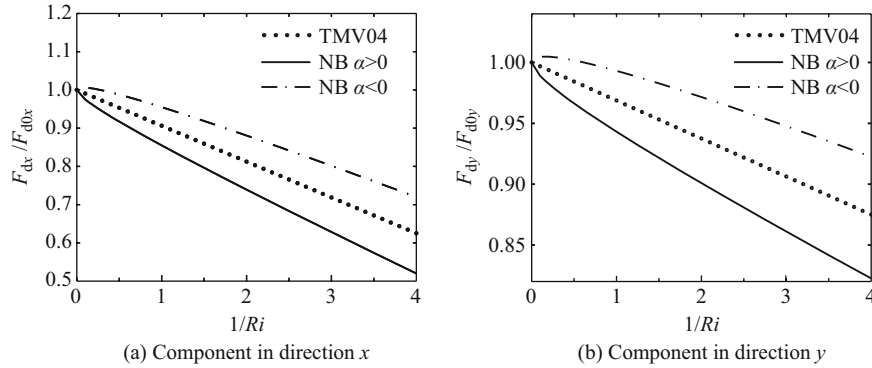 1.2
1.1
1.0
0.9
0.8
0.7
0.6
0.5
F_dx / F_d0x
TMV04
NB α>0
NB α<0
0 1 2 3 4
1/Ri
(a) Component in direction x
1.00
0.95
0.90
0.85
F_dy / F_d0y
TMV04
NB α>0
NB α<0
0 1 2 3 4
1/Ri
(b) Component in direction y